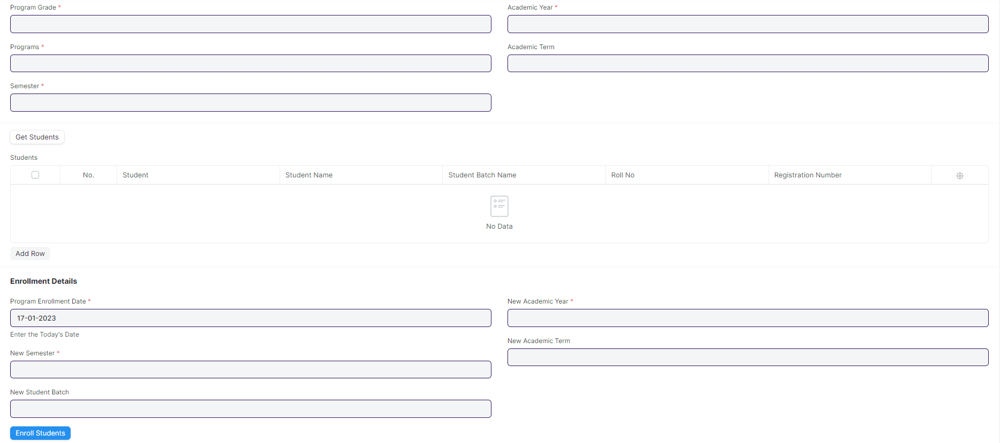 Program Grade *
Academic Year *
Programs *
Academic Term
Semester *
Get Students
Students
No. Student Student Name Student Batch Name Roll No Registration Number
No Data
Add Row
Enrollment Details
Program Enrollment Date *
17-01-2023
Enter the Today's Date
New Academic Year *
New Semester *
New Academic Term
New Student Batch
Enroll Students